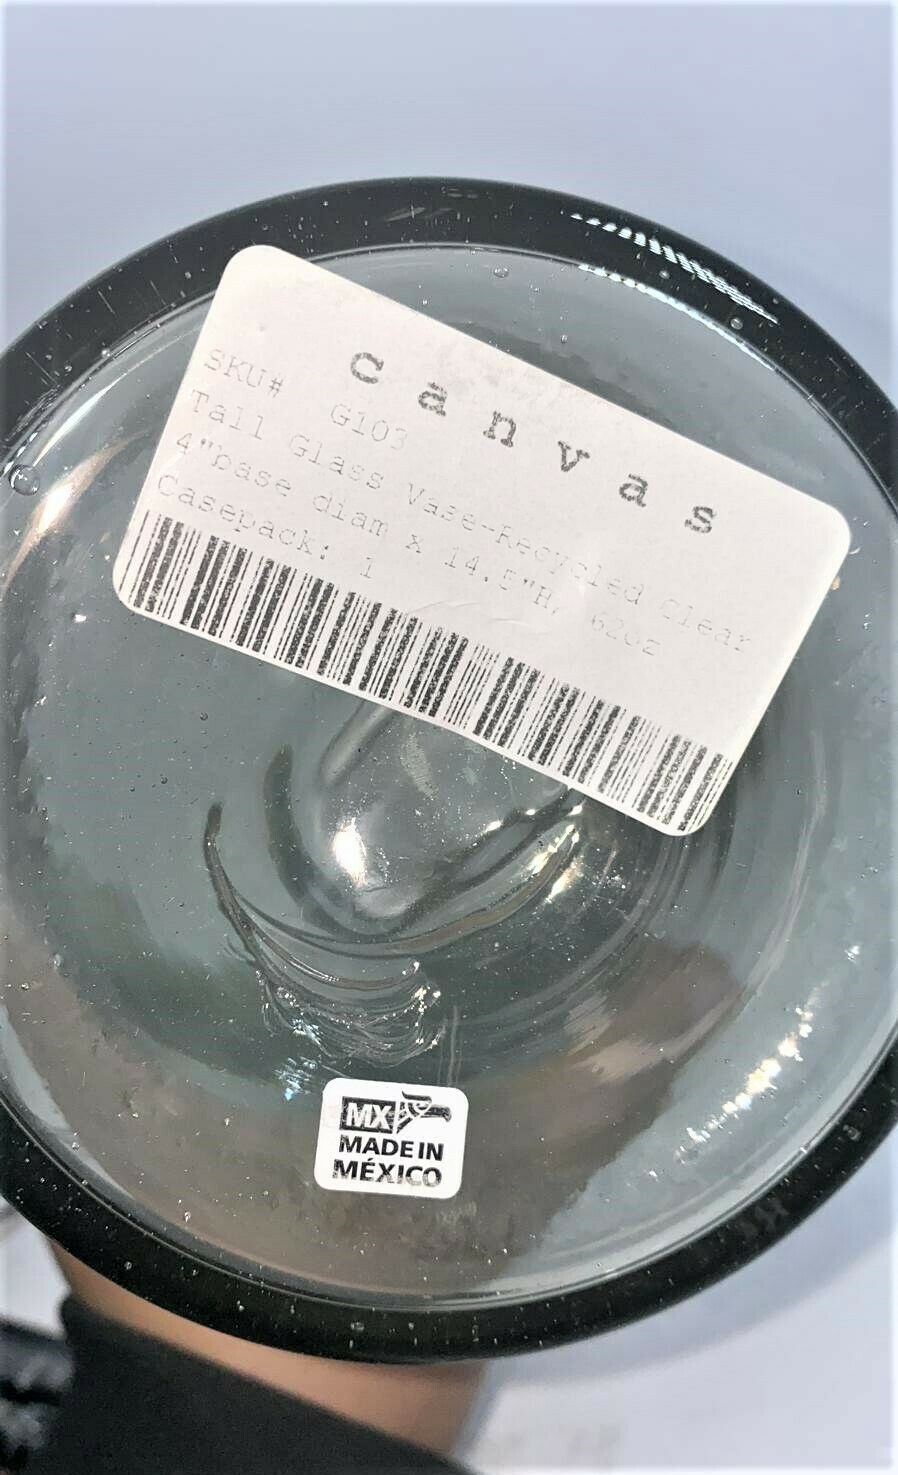 canvas
SKU# G103
Tall Glass Vase-Recycled Clear
4"base diam x 14.5"H, 62oz
Casepack: 1
MX
MADE IN
MÉXICO